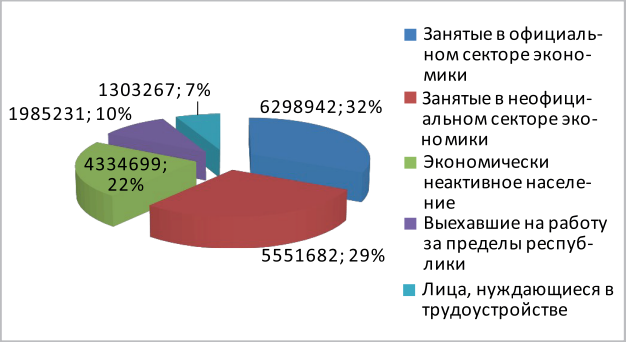 1303267; 7%
1985231; 10%
6298942; 32%
4334699;
22%
5551682; 29%
Занятые в официаль-
ном секторе эконо-
мики
Занятые в неофици-
альном секторе эко-
номики
Экономически
неактивное населе-
ние
Выехавшие на работу
за пределы респуб-
лики
Лица, нуждающиеся в
трудоустройстве